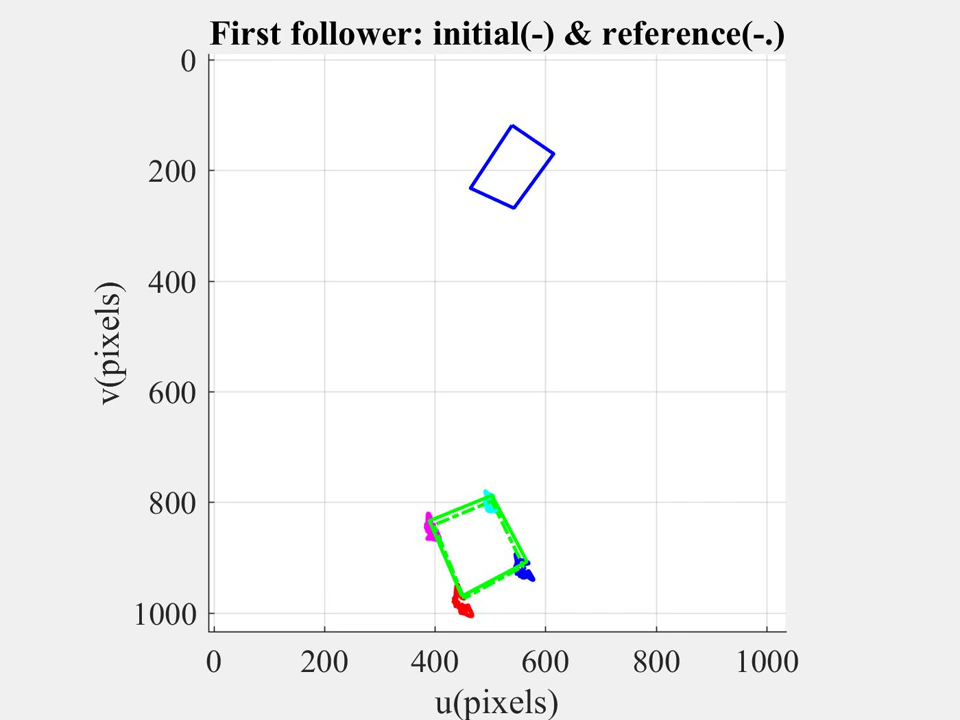 First follower: initial(-) & reference(-.)
0
200
400
600
800
1000
v(pixels)
0 200 400 600 800 1000
u(pixels)